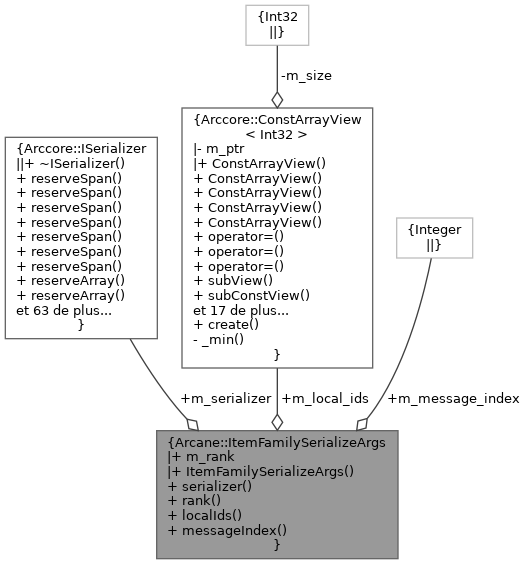 {Int32
||}
-m_size
{Arccore::ConstArrayView
< Int32 >
|- m_ptr
|+ ConstArrayView()
+ ConstArrayView()
+ ConstArrayView()
+ ConstArrayView()
+ ConstArrayView()
+ operator=()
+ operator=()
+ operator=()
+ subView()
+ subConstView()
et 17 de plus...
+ create()
- _min()
}
{Arccore::ISerializer
||+ ~ISerializer()
+ reserveSpan()
+ reserveSpan()
+ reserveSpan()
+ reserveSpan()
+ reserveSpan()
+ reserveSpan()
+ reserveSpan()
+ reserveArray()
+ reserveArray()
et 63 de plus...
}
{Integer
||}
+m_serializer
+m_local_ids
+m_message_index
{Arcane::ItemFamilySerializeArgs
|+ m_rank
|+ ItemFamilySerializeArgs()
+ serializer()
+ rank()
+ localIds()
+ messageIndex()
}